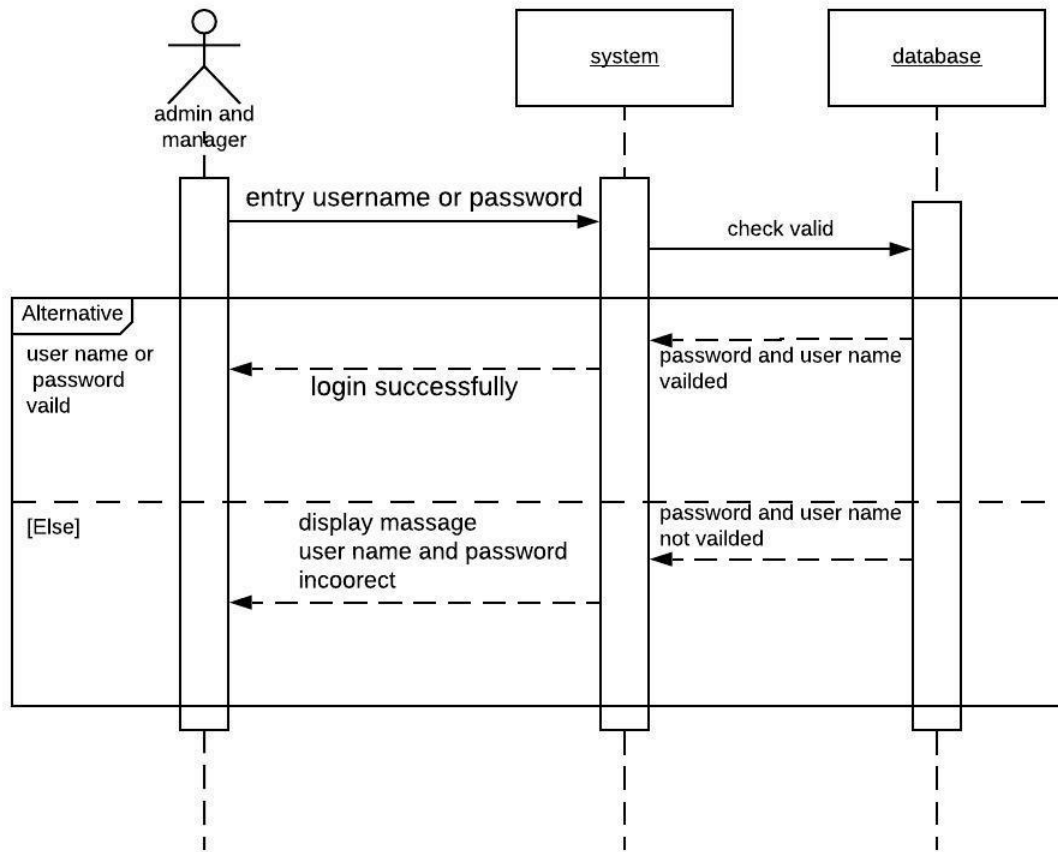 system
database
admin and
manager
entry username or password
check valid
Alternative
user name or
password
vaild
password and user name
vailded
login successfully
[Else]
password and user name
not vailded
display massage
user name and password
incoorect